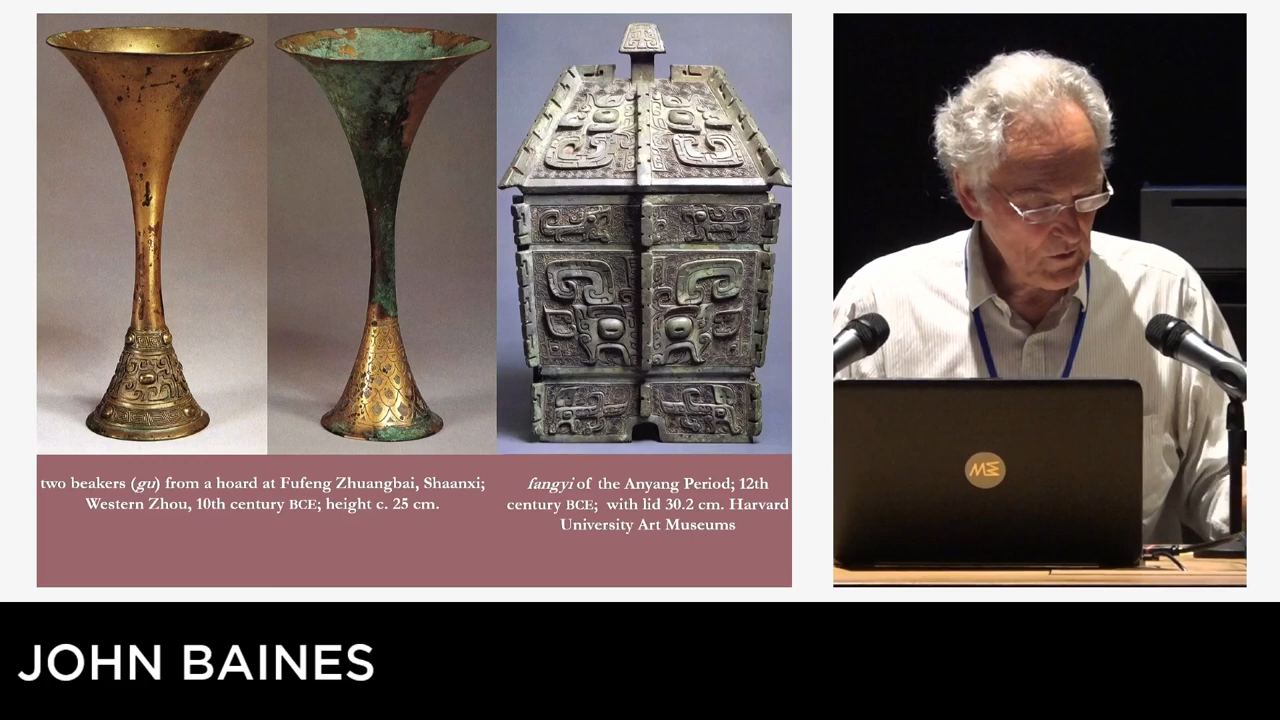 two beakers (gu) from a hoard at Fufeng Zhuangbai, Shaanxi;
Western Zhou, 10th century BCE; height c. 25 cm.
fangyi of the Anyang Period; 12th
century BCE; with lid 30.2 cm. Harvard
University Art Museums
JOHN BAINES